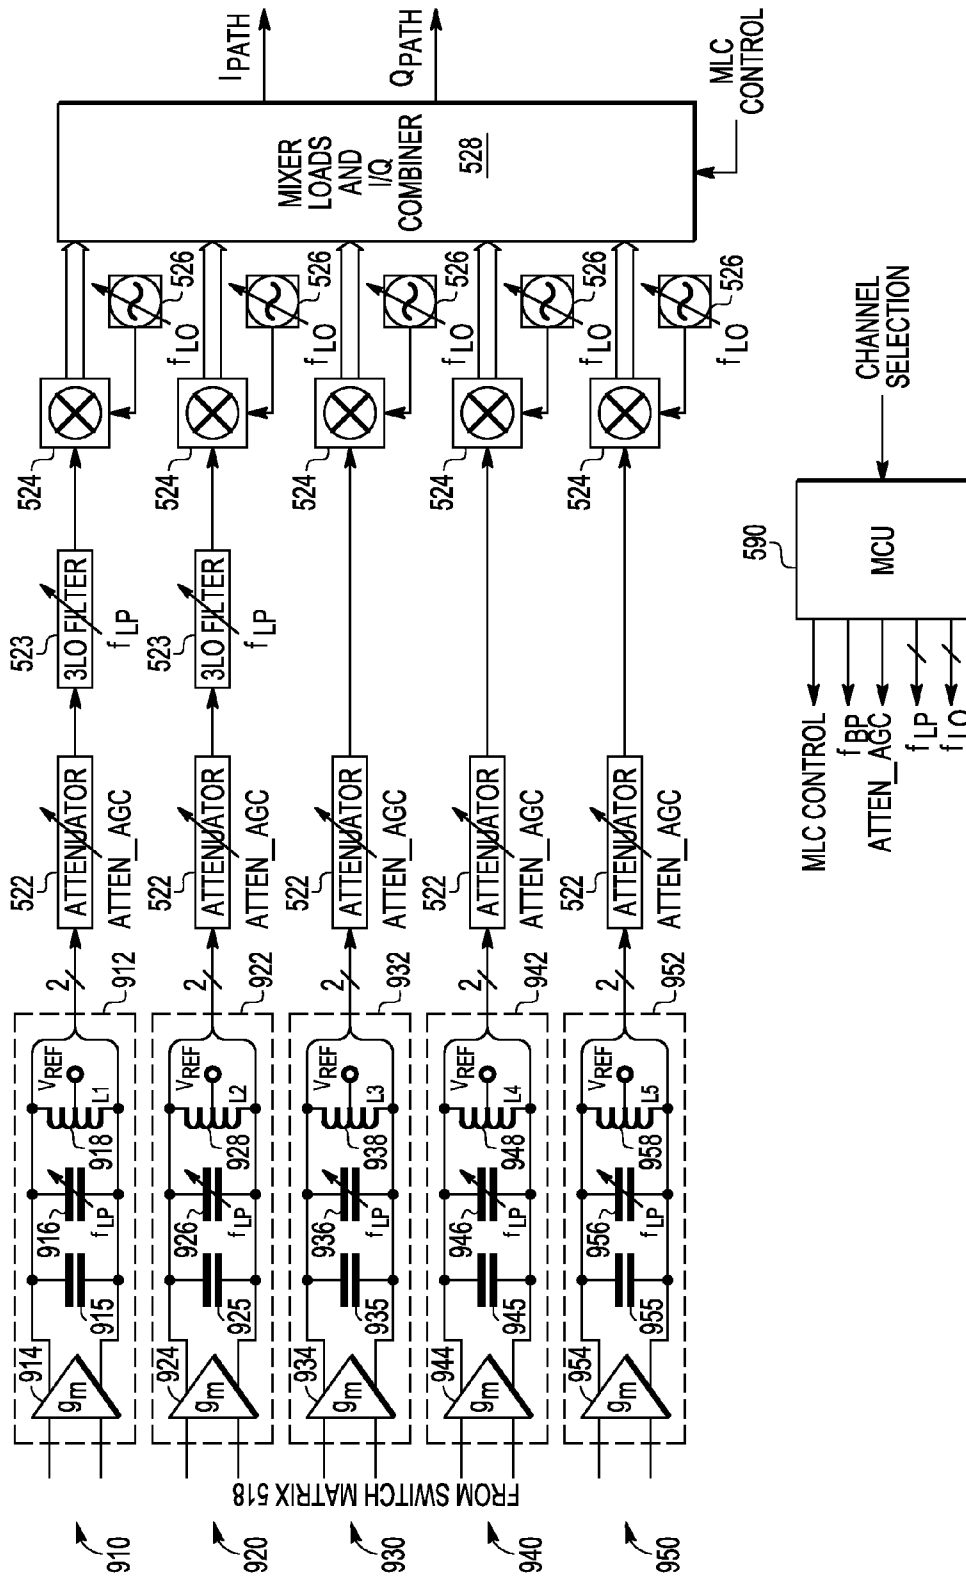 910
914
gm
915
916
fLP
918
L1
VREF
912
2
522
ATTENUATOR
ATTEN_AGC
523
3LO FILTER
fLP
524
fLO
526
920
924
gm
925
926
fLP
928
L2
VREF
922
2
522
ATTENUATOR
ATTEN_AGC
523
3LO FILTER
fLP
524
fLO
526
930
934
gm
935
936
fLP
938
L3
VREF
932
2
522
ATTENUATOR
ATTEN_AGC
524
fLO
526
940
944
gm
945
946
fLP
948
L4
VREF
942
2
522
ATTENUATOR
ATTEN_AGC
524
fLO
526
950
954
gm
955
956
fLP
958
L5
VREF
952
2
522
ATTENUATOR
ATTEN_AGC
524
fLO
526
FROM SWITCH MATRIX 518
MIXER
LOADS
AND
I/Q
COMBINER
528
IPATH
QPATH
MLC
CONTROL
MLC CONTROL
fBP
ATTEN_AGC
fLP
fLO
590
MCU
CHANNEL
SELECTION